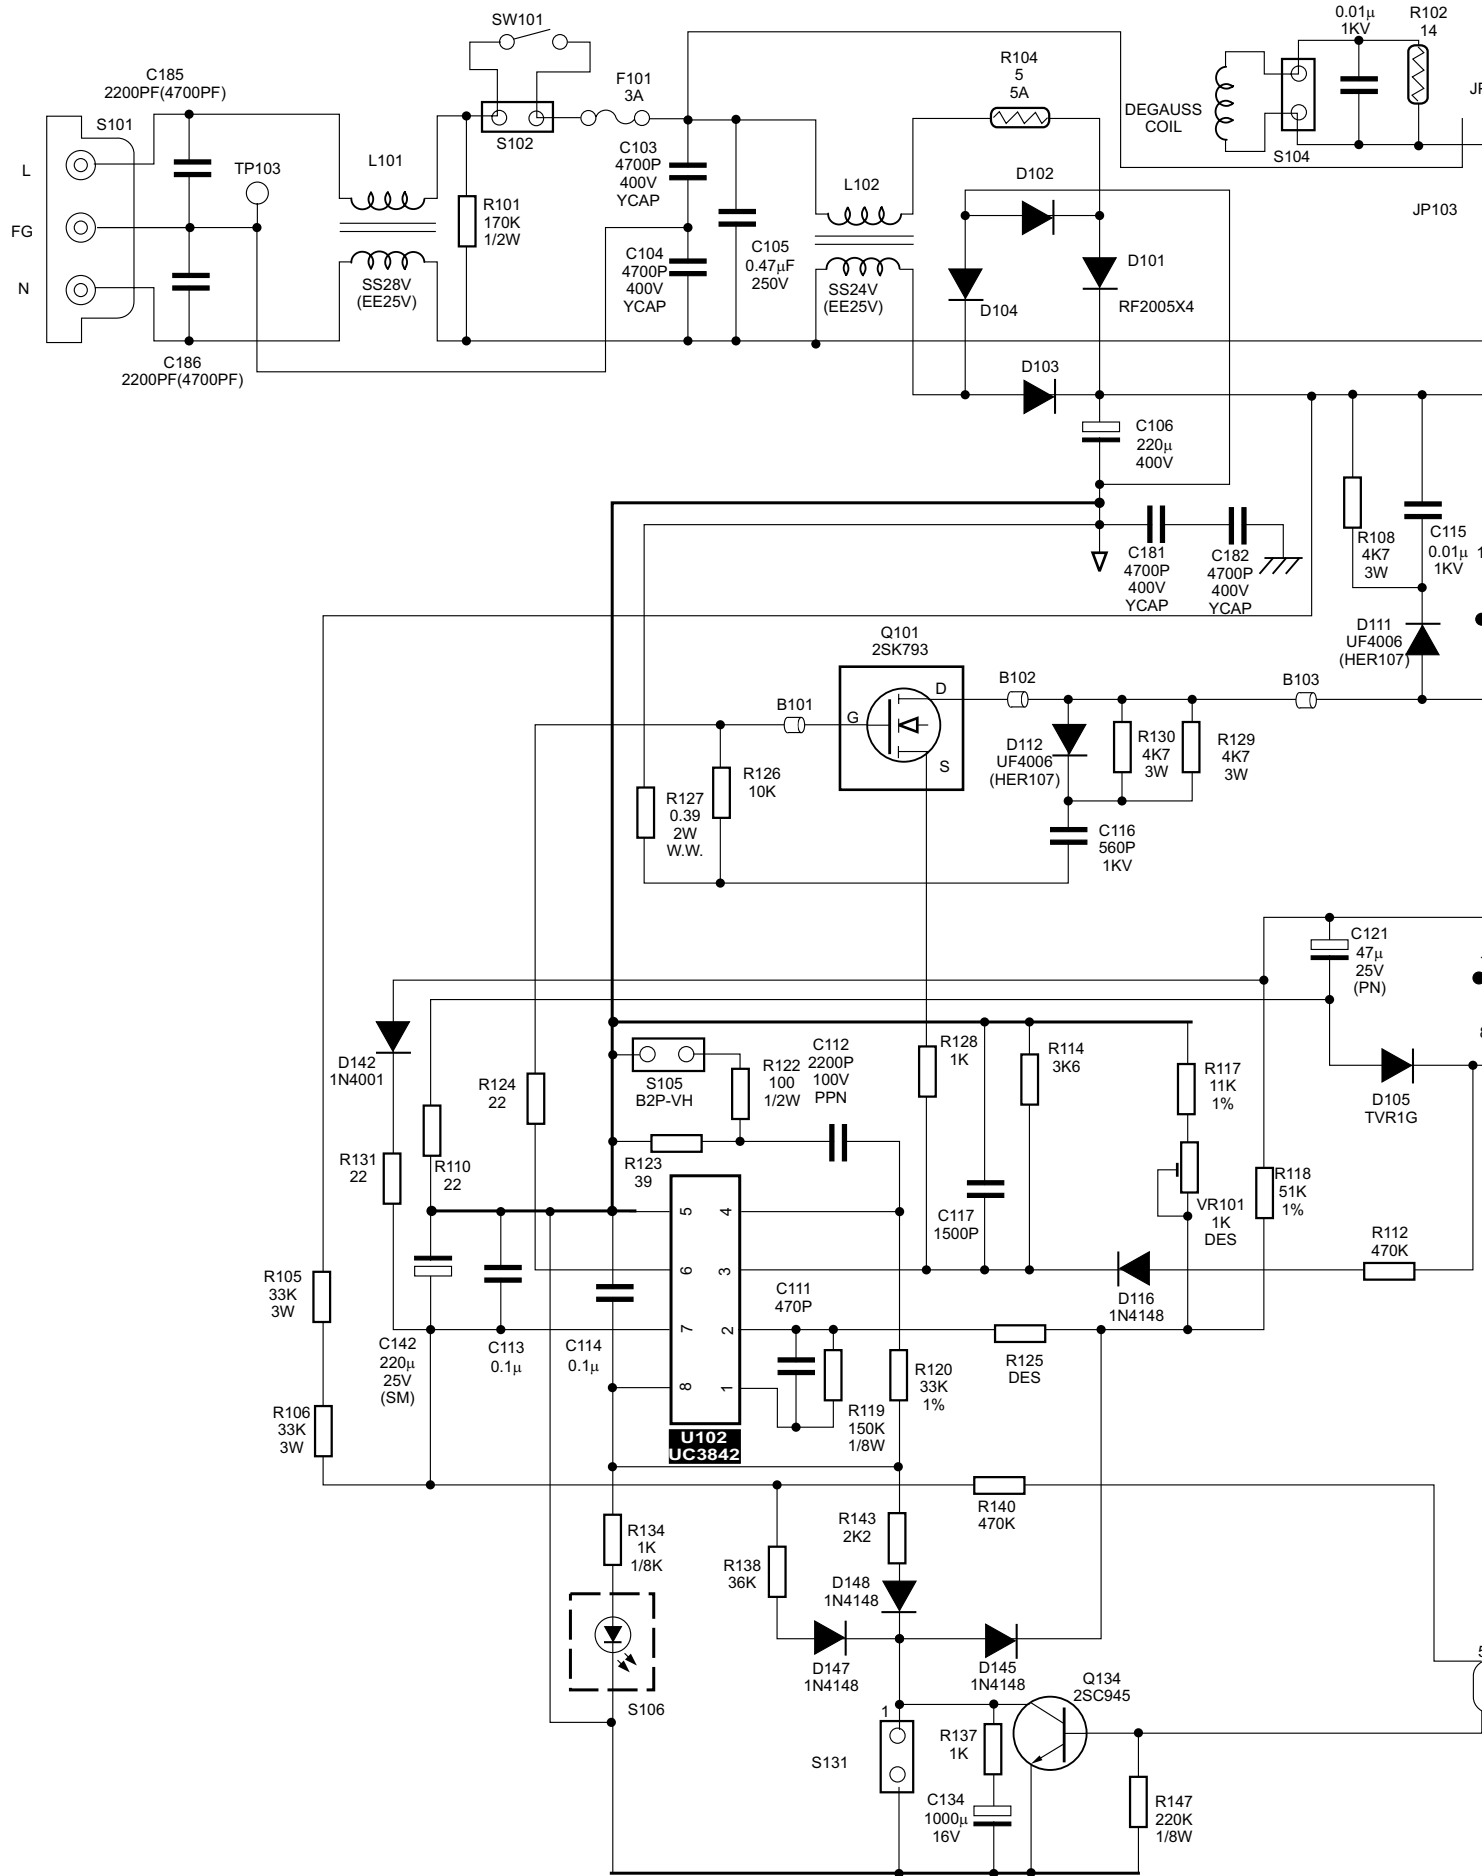 SW101
0.01µ
1KV
R102
14
C185
2200PF(4700PF)
F101
3A
R104
5
5A
DEGAUSS
COIL
S101
S102
S104
L
TP103
L101
C103
4700P
400V
YCAP
L102
D102
JP103
R101
170K
1/2W
FG
C104
4700P
400V
YCAP
C105
0.47µF
250V
D101
RF2005X4
N
SS28V
(EE25V)
SS24V
(EE25V)
D104
C186
2200PF(4700PF)
D103
C106
220µ
400V
C181
4700P
400V
YCAP
C182
4700P
400V
YCAP
R108
4K7
3W
C115
0.01µ
1KV
Q101
2SK793
D111
UF4006
(HER107)
B101
G
D
S
B102
B103
R127
0.39
2W
W.W.
R126
10K
D112
UF4006
(HER107)
R130
4K7
3W
R129
4K7
3W
C116
560P
1KV
C121
47µ
25V
(PN)
D142
1N4001
R124
22
S105
B2P-VH
R122
100
1/2W
C112
2200P
100V
PPN
R128
1K
R114
3K6
R117
11K
1%
D105
TVR1G
R131
22
R110
22
R123
39
C117
1500P
VR101
1K
DES
R118
51K
1%
R112
470K
5
4
6
3
7
2
8
1
R105
33K
3W
C111
470P
D116
1N4148
C142
220µ
25V
(SM)
C113
0.1µ
C114
0.1µ
R125
DES
R120
33K
1%
R119
150K
1/8W
R106
33K
3W
U102
UC3842
R140
470K
R134
1K
1/8K
R143
2K2
R138
36K
D148
1N4148
D147
1N4148
D145
1N4148
Q134
2SC945
S106
1
S131
R137
1K
C134
1000µ
16V
R147
220K
1/8W